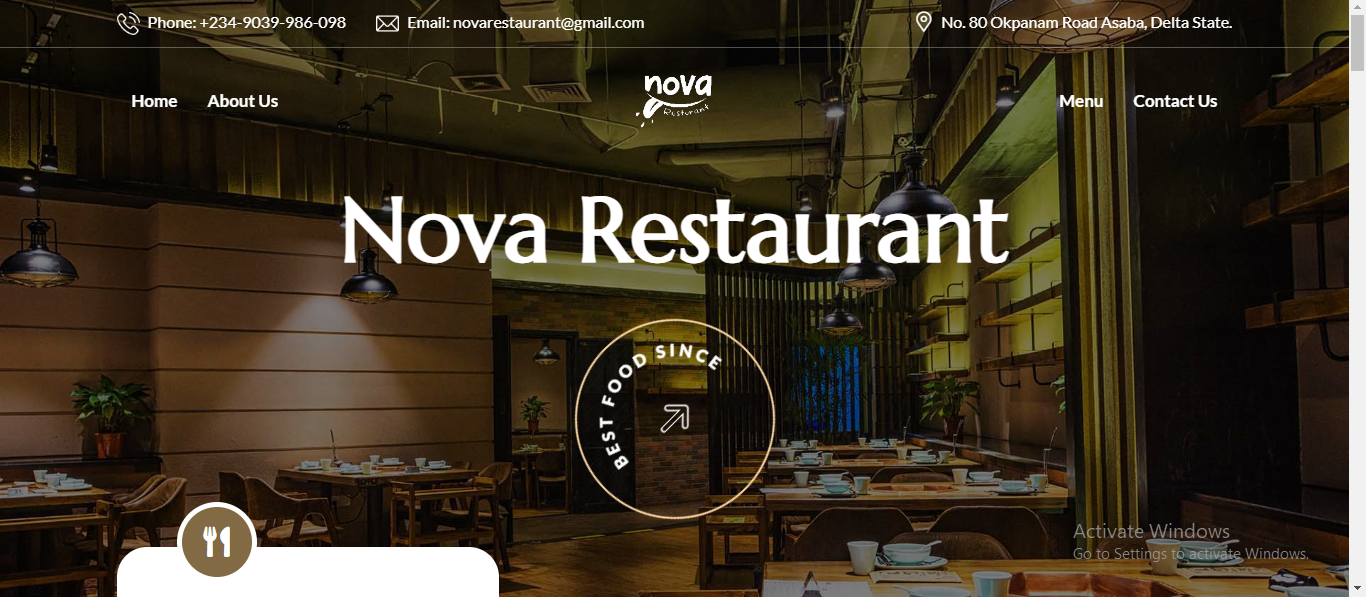 Phone: +234-9039-986-098 Email: novarestaurant@gmail.com No. 80 Okpanam Road Asaba, Delta State.
Home About Us nova Menu Contact Us
Resturant
Nova Restaurant
BEST FOOD SINCE
Activate Windows
Go to Settings to activate Windows.